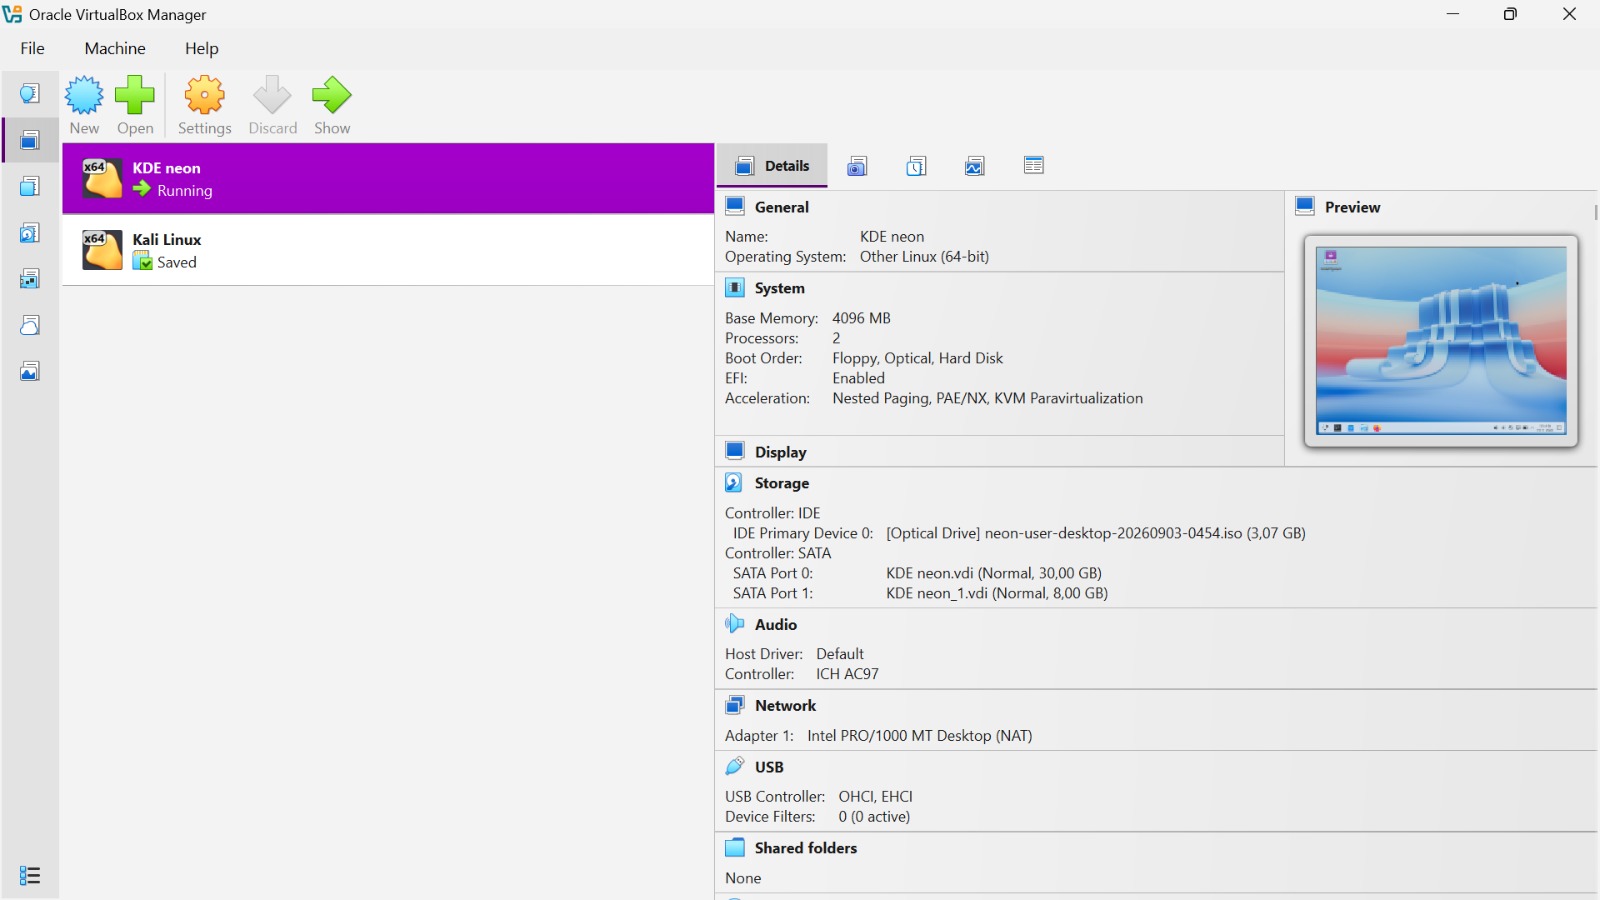 Oracle VirtualBox Manager
File Machine Help
New Open Settings Discard Show
x64 KDE neon
Running
x64 Kali Linux
Saved
Details
General
Name: KDE neon
Operating System: Other Linux (64-bit)
System
Base Memory: 4096 MB
Processors: 2
Boot Order: Floppy, Optical, Hard Disk
EFI: Enabled
Acceleration: Nested Paging, PAE/NX, KVM Paravirtualization
Display
Preview
Storage
Controller: IDE
IDE Primary Device 0: [Optical Drive] neon-user-desktop-20260903-0454.iso (3,07 GB)
Controller: SATA
SATA Port 0: KDE neon.vdi (Normal, 30,00 GB)
SATA Port 1: KDE neon_1.vdi (Normal, 8,00 GB)
Audio
Host Driver: Default
Controller: ICH AC97
Network
Adapter 1: Intel PRO/1000 MT Desktop (NAT)
USB
USB Controller: OHCI, EHCI
Device Filters: 0 (0 active)
Shared folders
None